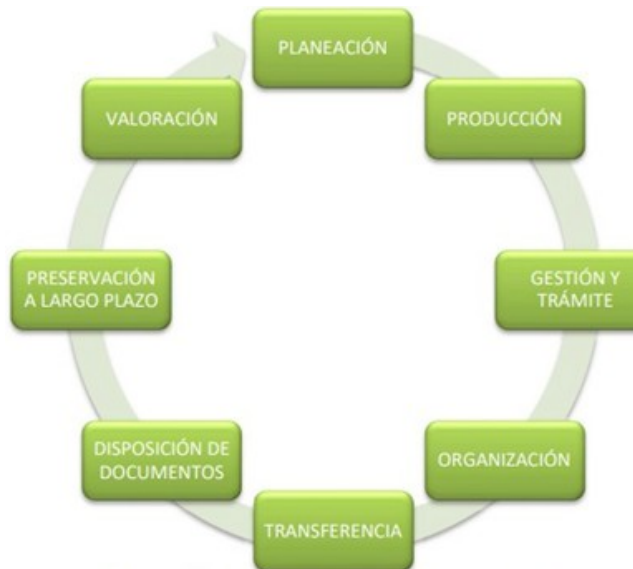 PLANEACIÓN
PRODUCCIÓN
GESTIÓN Y
TRÁMITE
ORGANIZACIÓN
TRANSFERENCIA
DISPOSICIÓN DE
DOCUMENTOS
PRESERVACIÓN
A LARGO PLAZO
VALORACIÓN